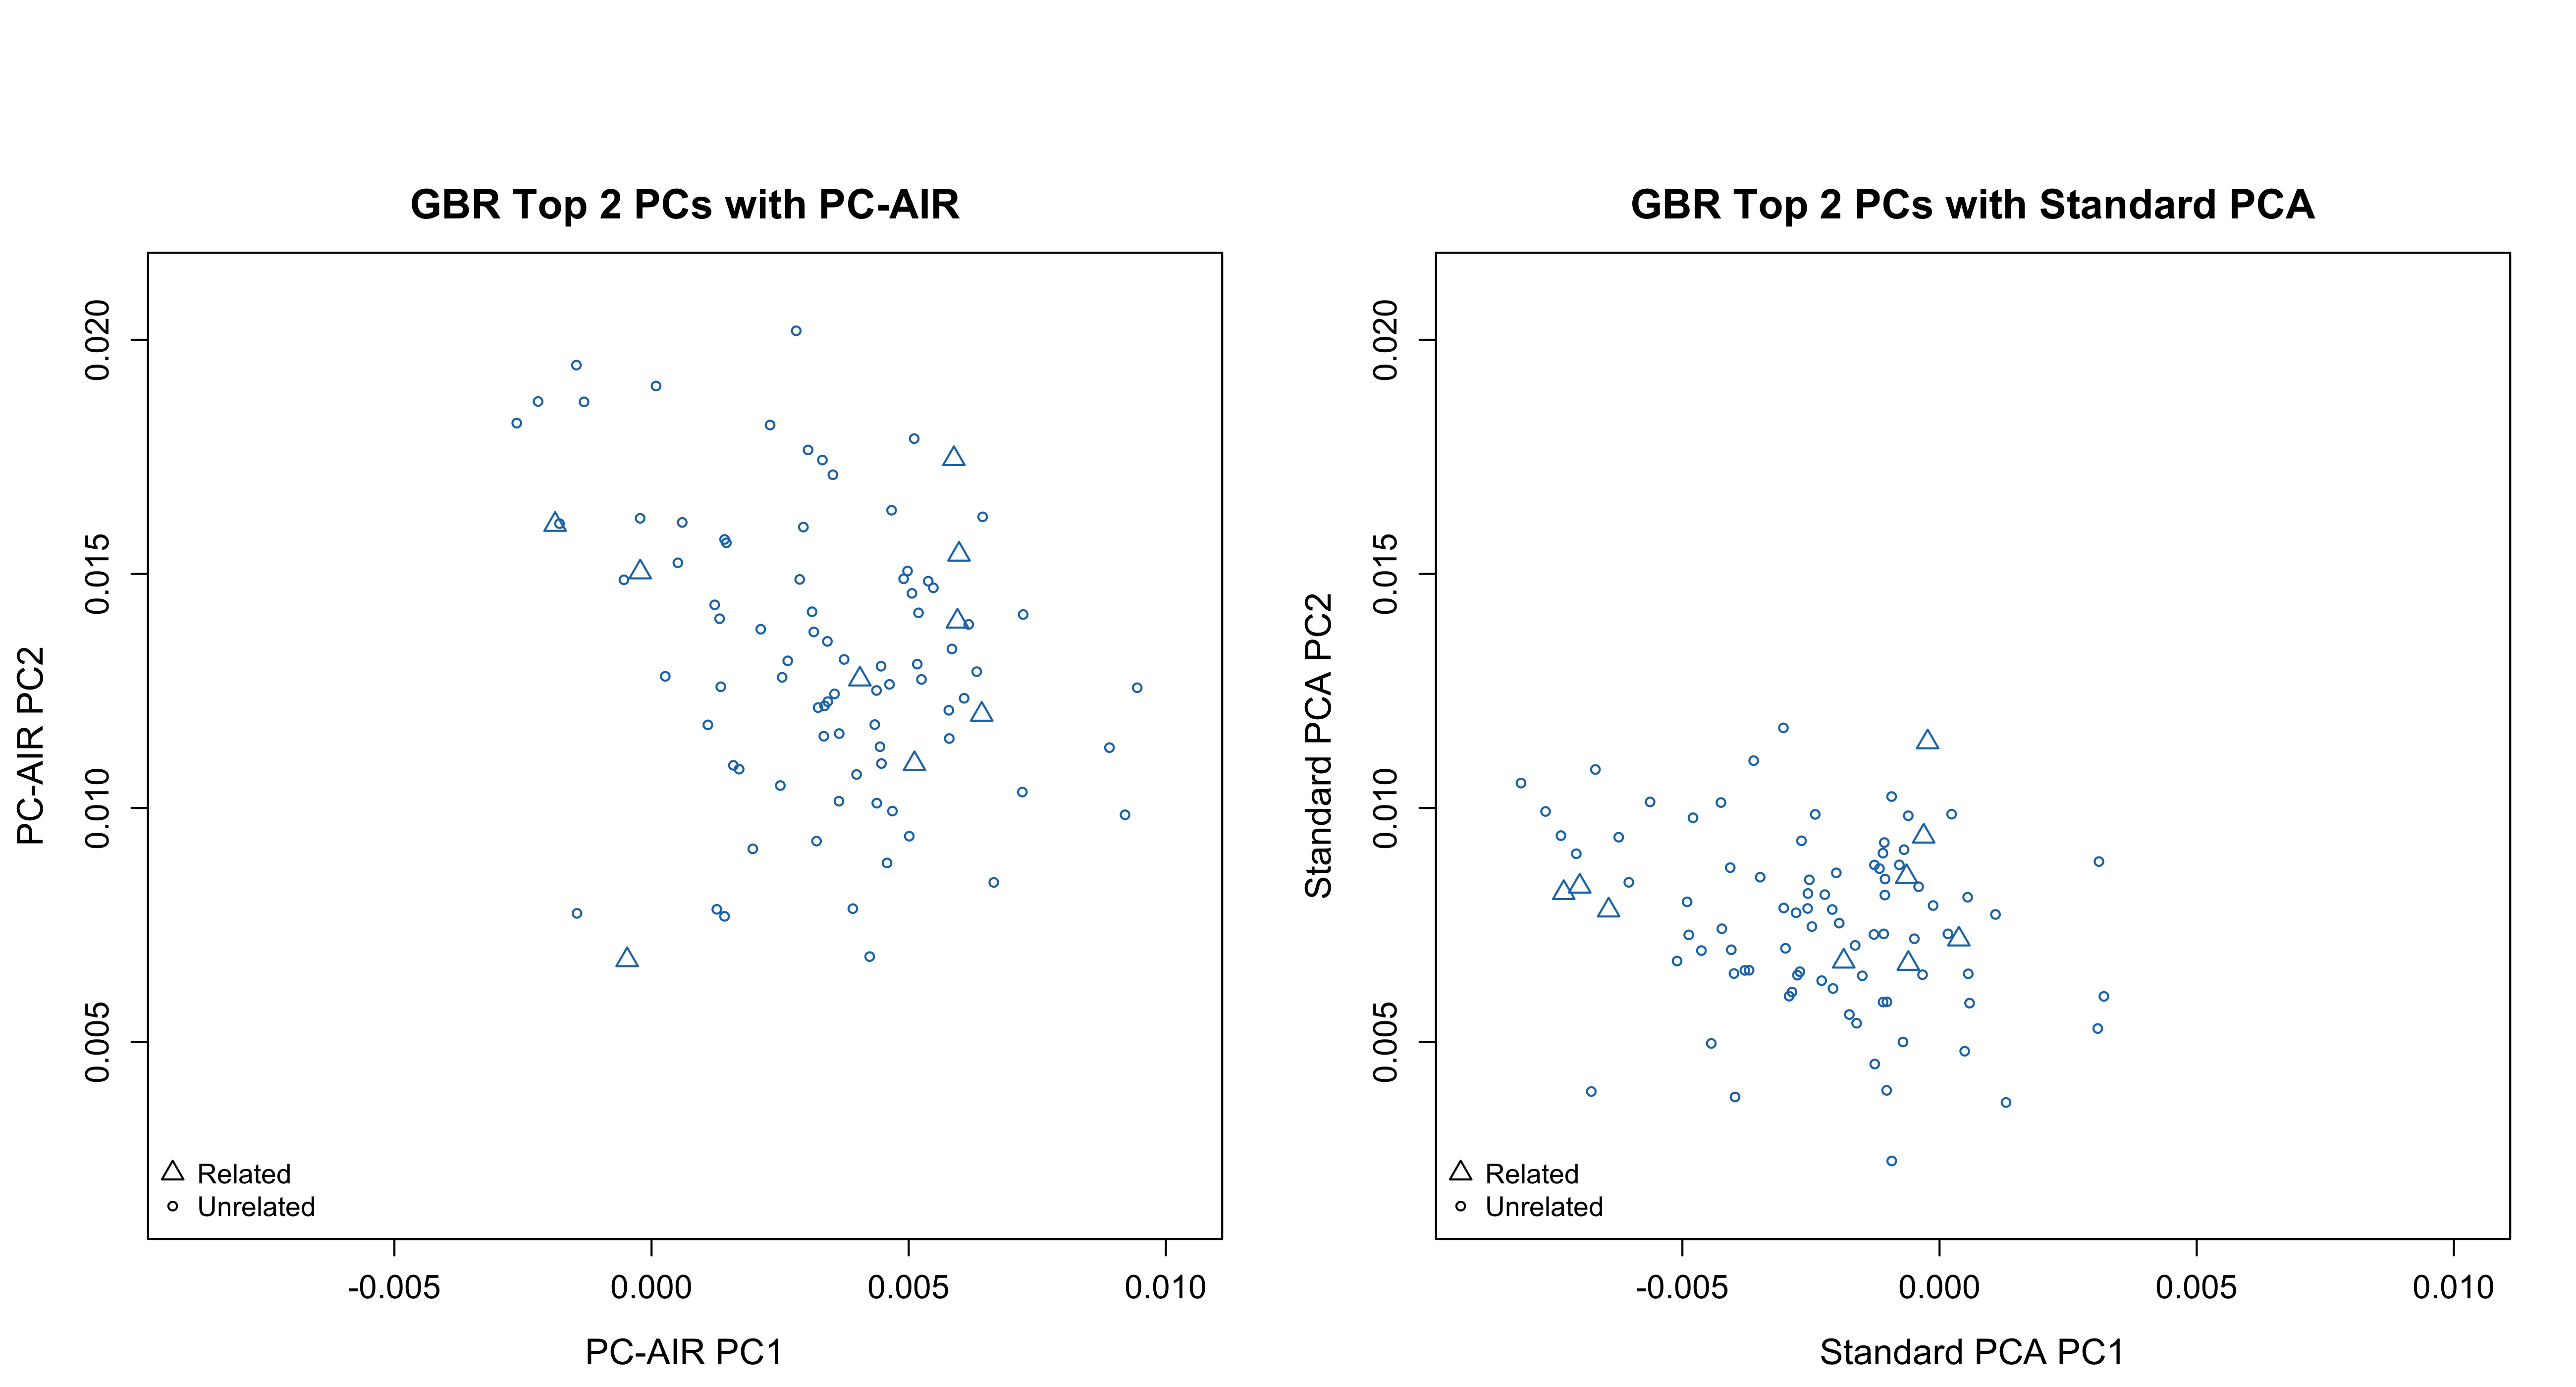 GBR Top 2 PCs with PC-AIR
PC-AIR PC2
0.020
0.015
0.010
0.005
Related
Unrelated
-0.005 0.000 0.005 0.010
PC-AIR PC1
GBR Top 2 PCs with Standard PCA
Standard PCA PC2
0.020
0.015
0.010
0.005
Related
Unrelated
-0.005 0.000 0.005 0.010
Standard PCA PC1